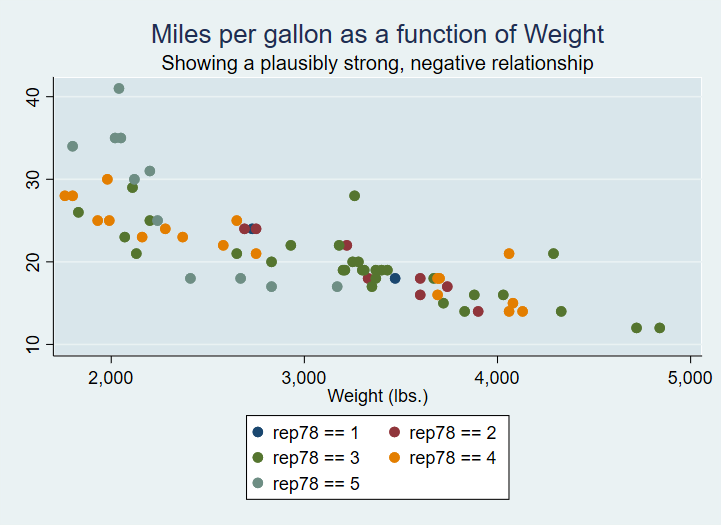 Miles per gallon as a function of Weight
Showing a plausibly strong, negative relationship
40
30
20
10
2,000 3,000 4,000 5,000
Weight (lbs.)
rep78 == 1 rep78 == 2
rep78 == 3 rep78 == 4
rep78 == 5